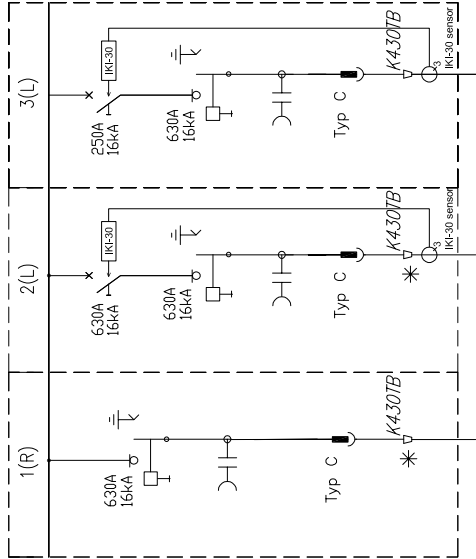 3(L)
IKI-30
250A
16kA
630A
16kA
Typ C
K430TB
3
IKI-30 sensor
2(L)
IKI-30
630A
16kA
630A
16kA
Typ C
K430TB
3
IKI-30 sensor
1(R)
630A
16kA
Typ C
K430TB